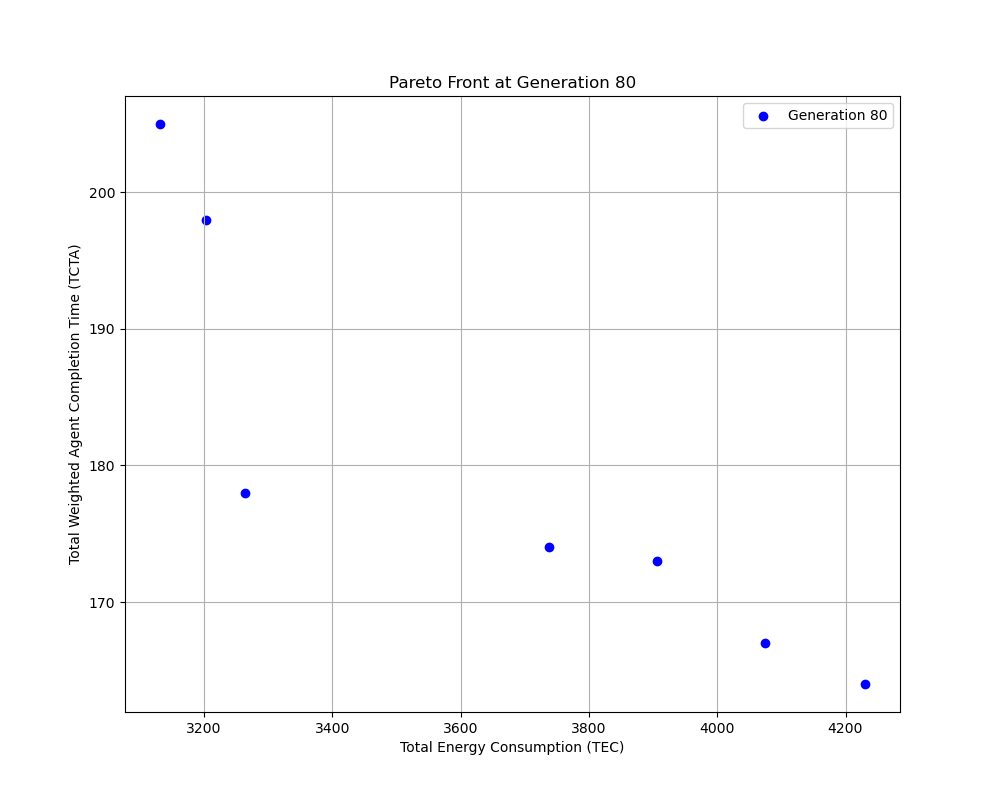 Pareto Front at Generation 80
Generation 80
Total Weighted Agent Completion Time (TCTA)
200
190
180
170
3200 3400 3600 3800 4000 4200
Total Energy Consumption (TEC)